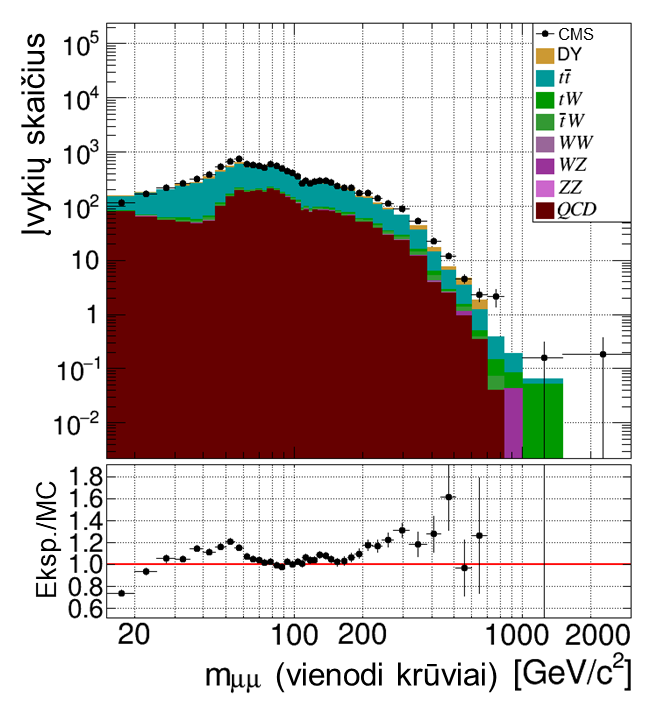 Įvykių skaičius
10⁵
10⁴
10³
10²
10
1
10⁻¹
10⁻²
CMS
DY
tt̄
tW
t̄W
WW
WZ
ZZ
QCD
Eksp./MC
1.8
1.6
1.4
1.2
1.0
0.8
0.6
20 100 200 1000 2000
mμμ (vienodi krūviai) [GeV/c²]